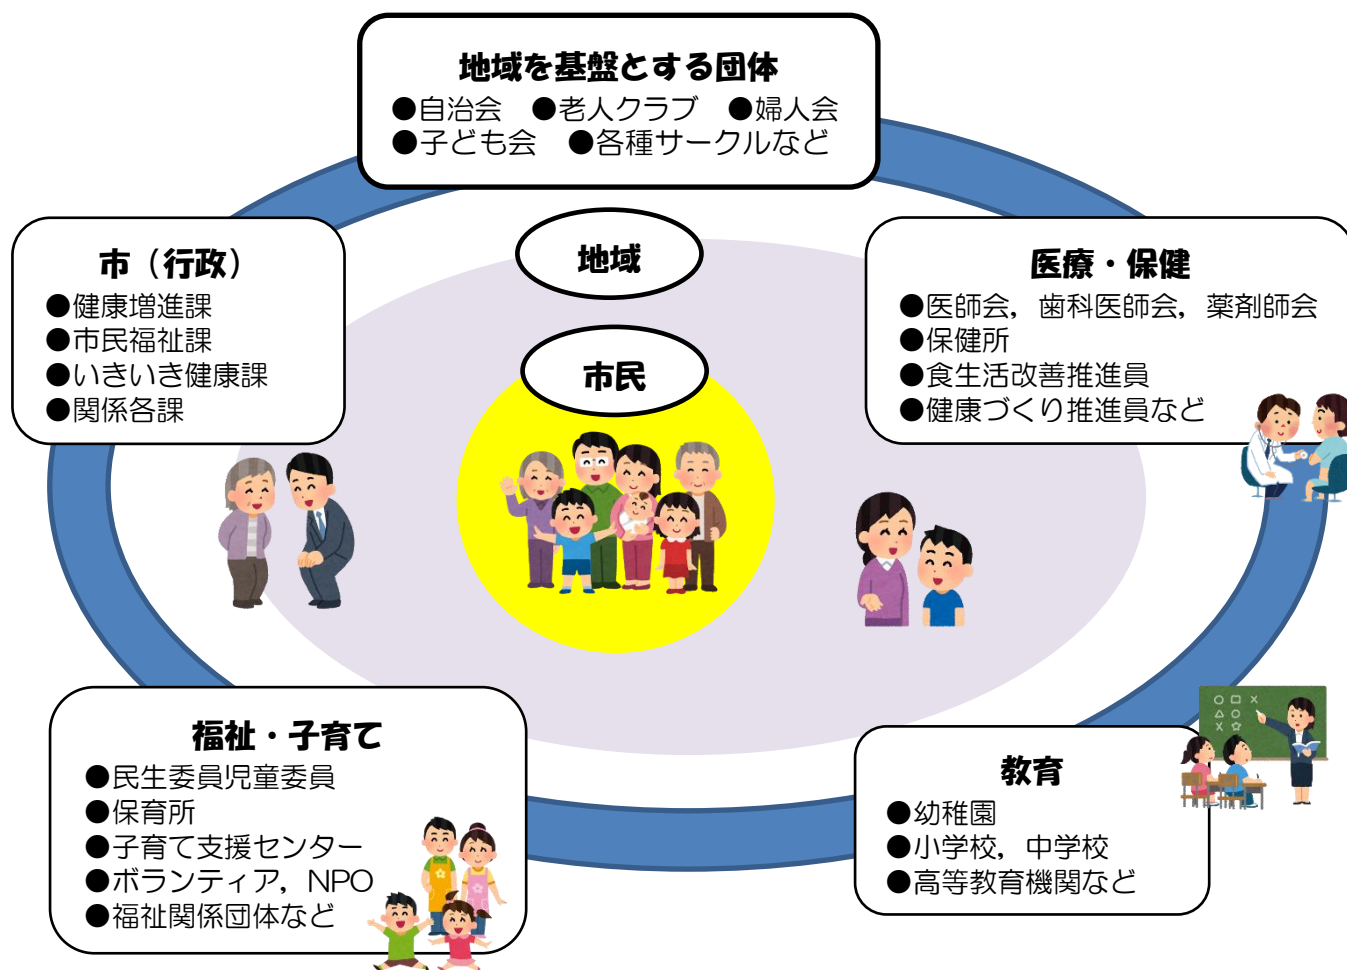 地域を基盤とする団体
●自治会　●老人クラブ　●婦人会
●子ども会　●各種サークルなど
地域
市民
市（行政）
●健康増進課
●市民福祉課
●いきいき健康課
●関係各課
医療・保健
●医師会，歯科医師会，薬剤師会
●保健所
●食生活改善推進員
●健康づくり推進員など
福祉・子育て
●民生委員児童委員
●保育所
●子育て支援センター
●ボランティア，NPO
●福祉関係団体など
教育
●幼稚園
●小学校，中学校
●高等教育機関など